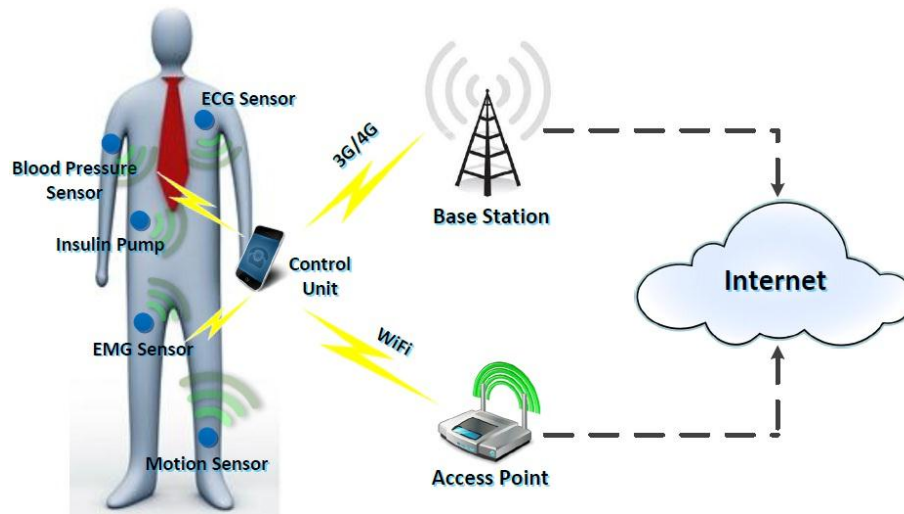 ECG Sensor
Blood Pressure
Sensor
Insulin Pump
EMG Sensor
Motion Sensor
Control
Unit
3G/4G
WiFi
Base Station
Access Point
Internet